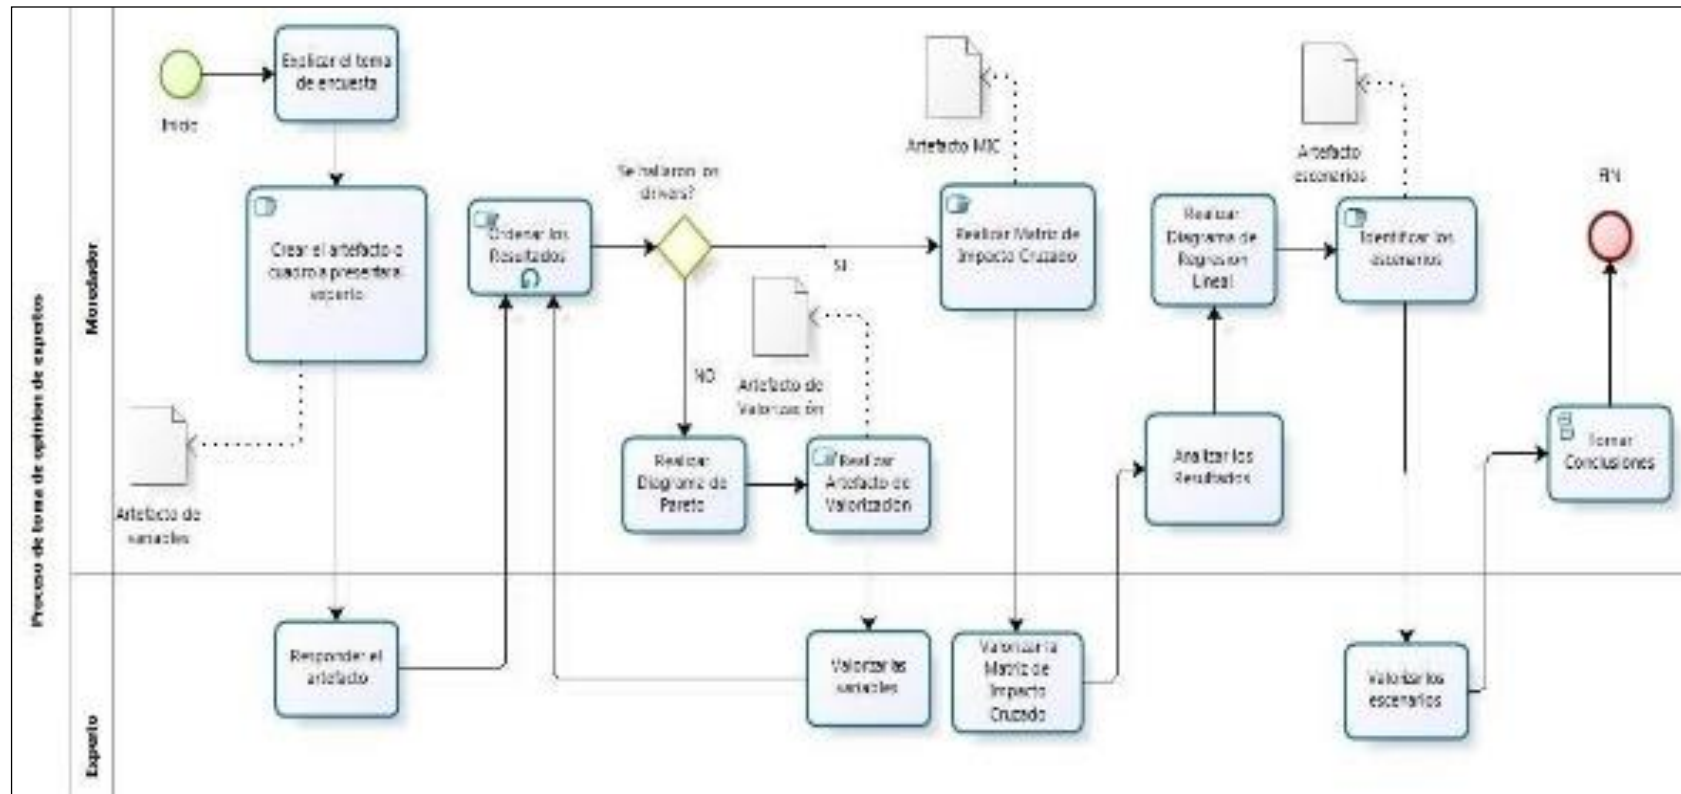 Proceso de toma de opinion de expertos
Moredador
Experto
Inicio
Explicar el tema
de encuesta
Crear el artefacto o
cuadro a presentar al
experto
Artefacto de
variables
Responder el
artefacto
Ordenar los
Resultados
Se hallaron los
drivers?
SI
NO
Realizar
Diagrama de
Pareto
Artefacto de
Valorización
Realizar
Artefacto de
Valorización
Valorizar las
variables
Artefacto MIC
Realizar Matriz de
Impacto Cruzado
Valorizar la
Matriz de
Impacto
Cruzado
Analizar los
Resultados
Realizar
Diagrama de
Regresion
Lineal
Artefacto
escenarios
Identificar los
escenarios
Valorizar los
escenarios
Tomar
Conclusiones
FIN